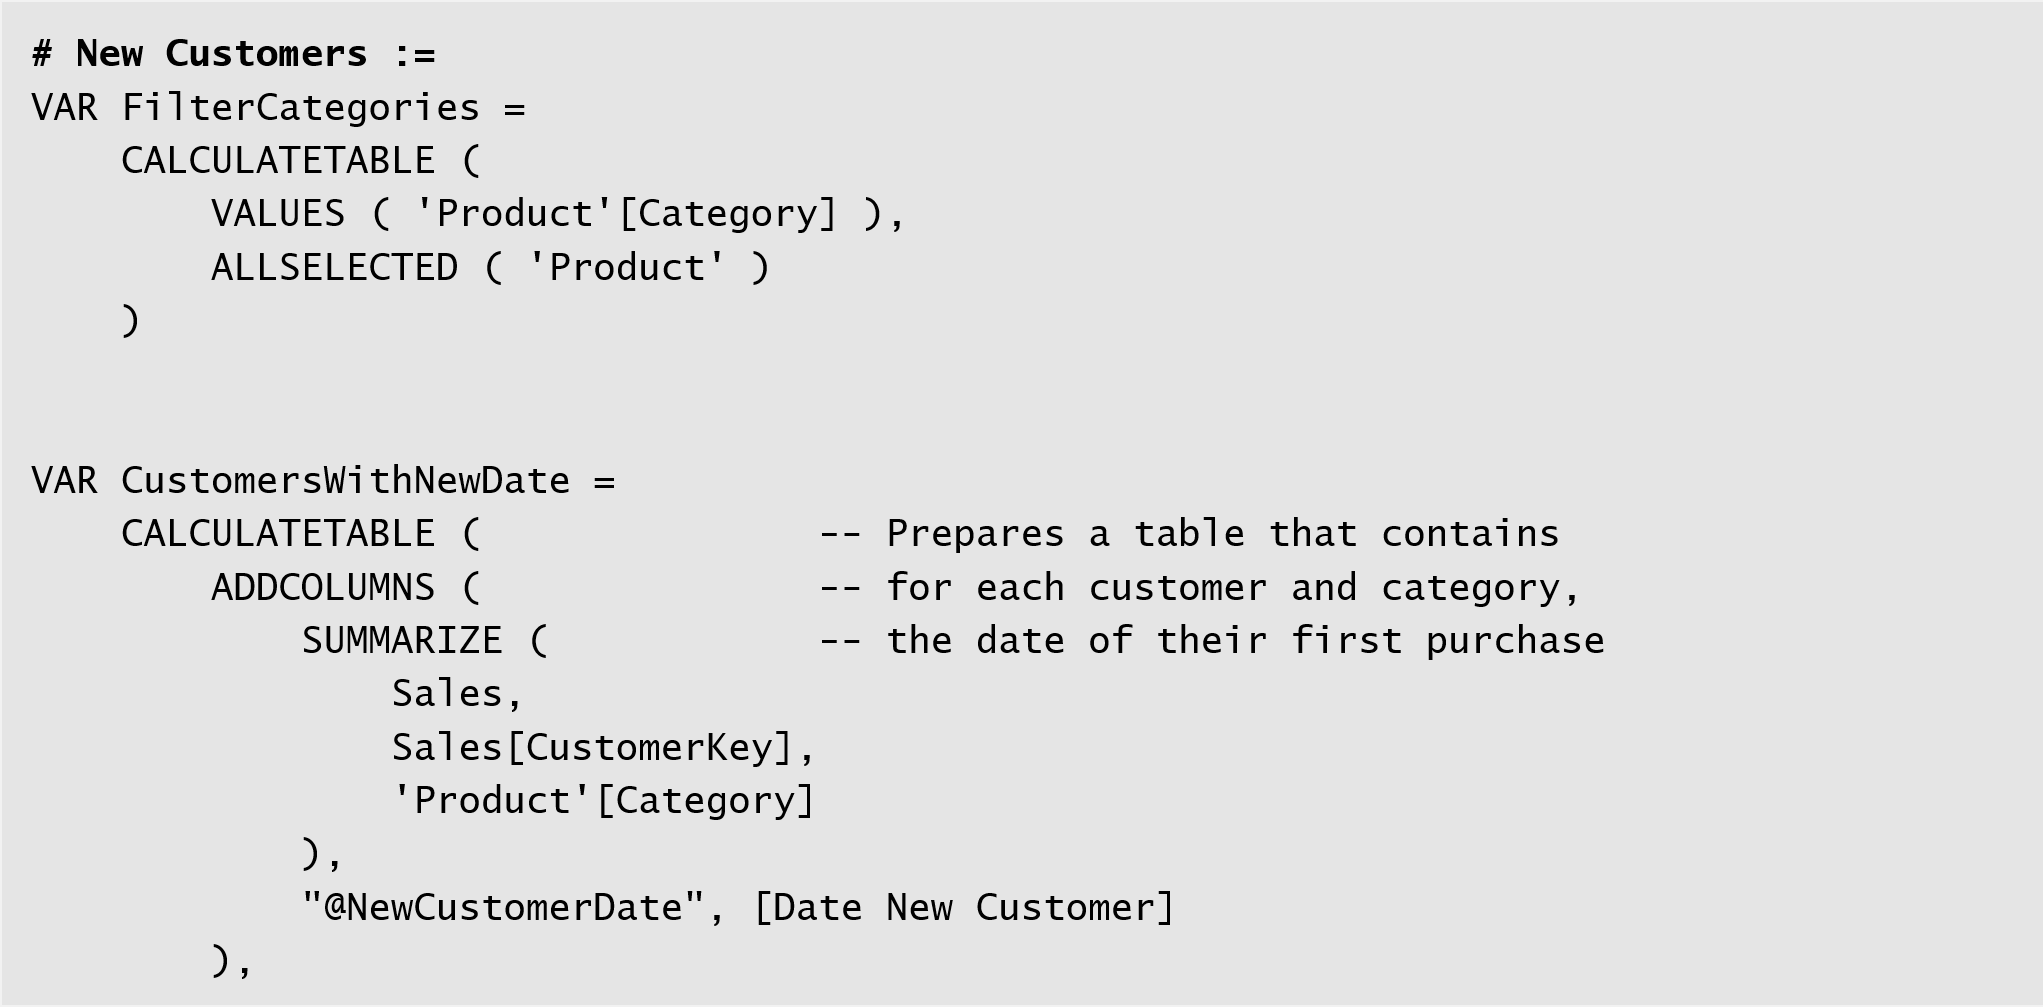 # New Customers :=
VAR FilterCategories =
    CALCULATETABLE (
        VALUES ( 'Product'[Category] ),
        ALLSELECTED ( 'Product' )
    )
VAR CustomersWithNewDate =
    CALCULATETABLE (               -- Prepares a table that contains
        ADDCOLUMNS (               -- for each customer and category,
            SUMMARIZE (            -- the date of their first purchase
                Sales,
                Sales[CustomerKey],
                'Product'[Category]
            ),
            "@NewCustomerDate", [Date New Customer]
        ),